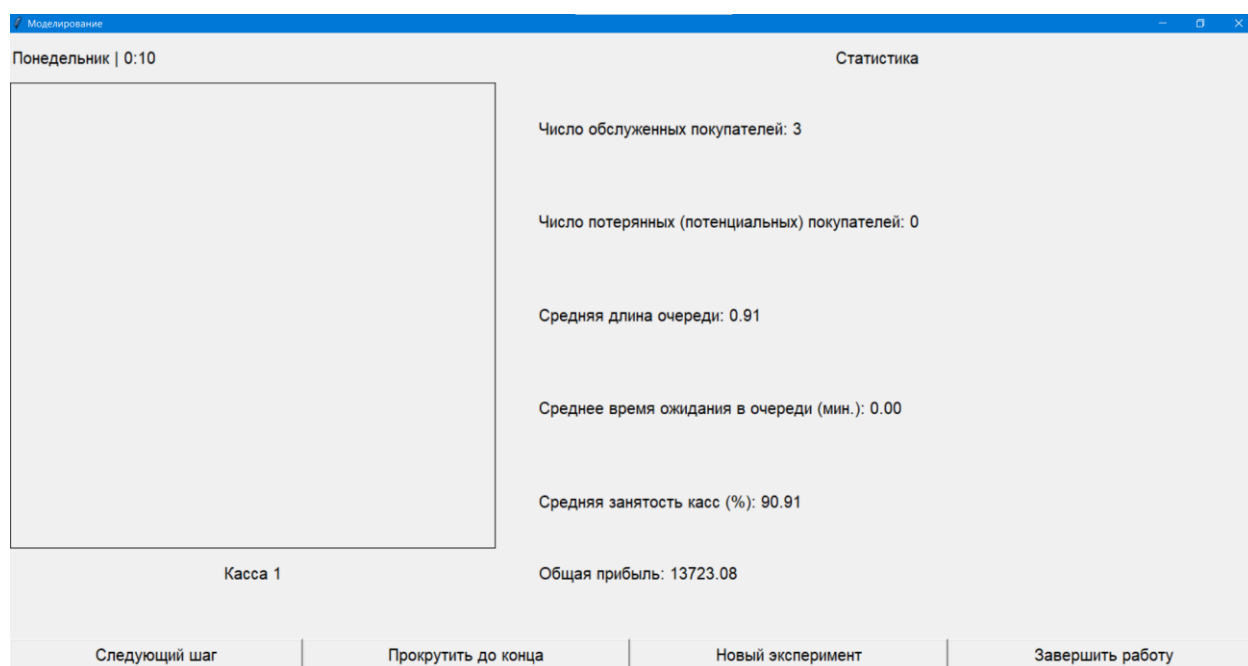 Моделирование
Понедельник | 0:10
Статистика
Число обслуженных покупателей: 3
Число потерянных (потенциальных) покупателей: 0
Средняя длина очереди: 0.91
Среднее время ожидания в очереди (мин.): 0.00
Средняя занятость касс (%): 90.91
Касса 1
Общая прибыль: 13723.08
Следующий шаг
Прокрутить до конца
Новый эксперимент
Завершить работу